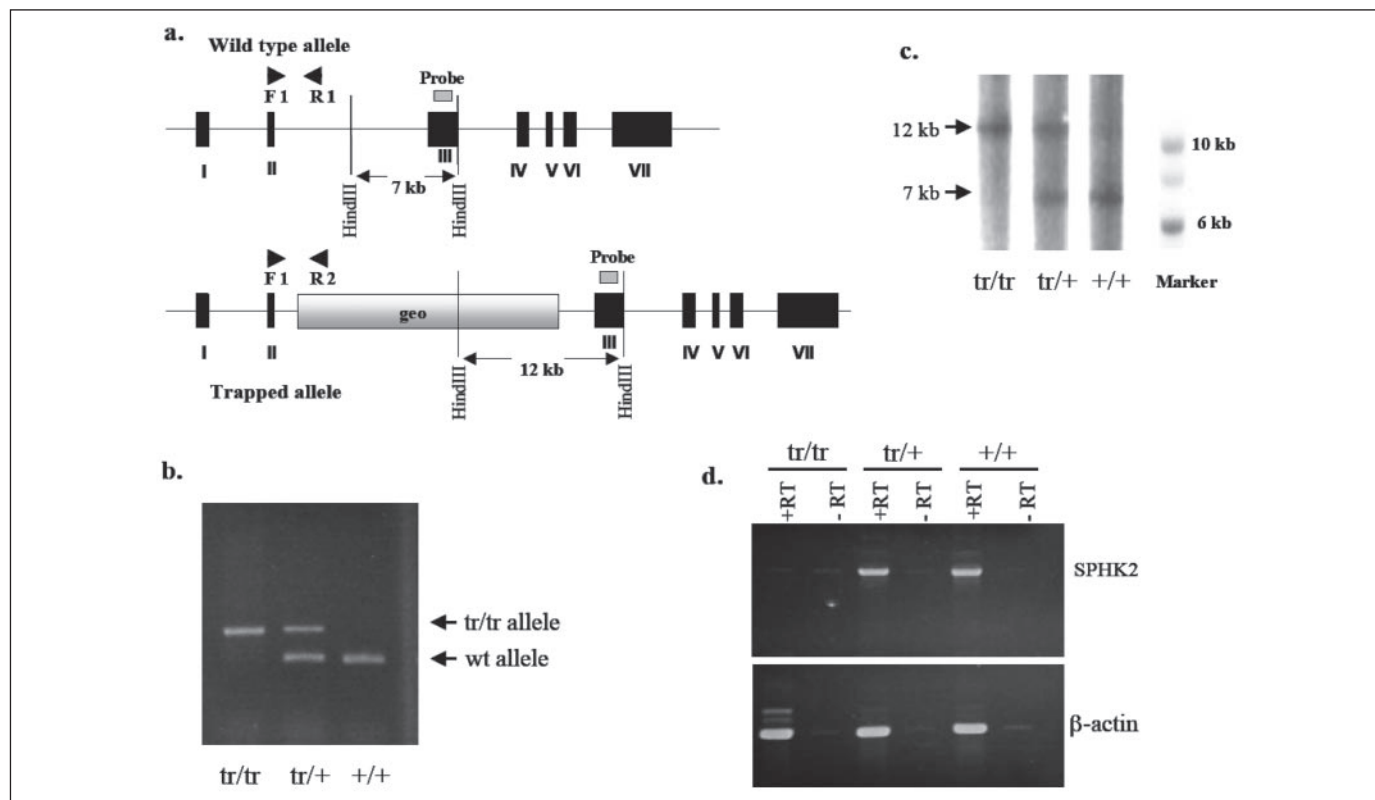 a.
Wild type allele
F 1 R 1
Probe
I II III IV V VI VII
7 kb
HindIII HindIII
F 1 R 2
Probe
geo
I II III IV V VI VII
12 kb
HindIII HindIII
Trapped allele
b.
tr/tr allele
wt allele
tr/tr tr/+ +/+
c.
12 kb
10 kb
7 kb
6 kb
tr/tr tr/+ +/+ Marker
d.
tr/tr tr/+ +/+
+RT - RT +RT - RT +RT - RT
SPHK2
β-actin